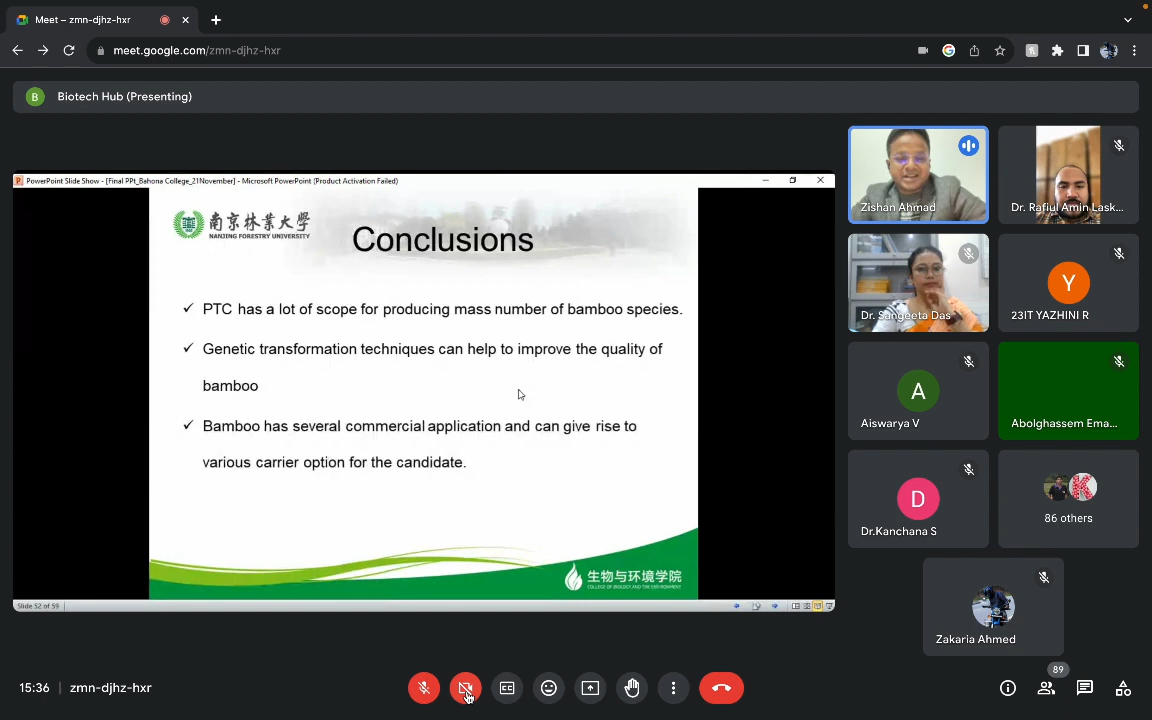 Meet – zmn-djhz-hxr
meet.google.com/zmn-djhz-hxr
B
Biotech Hub (Presenting)
PowerPoint Slide Show - [Final PPt_Bahona College_21November] - Microsoft PowerPoint (Product Activation Failed)
南京林業大學
NANJING FORESTRY UNIVERSITY
Conclusions
✓ PTC has a lot of scope for producing mass number of bamboo species.
✓ Genetic transformation techniques can help to improve the quality of
bamboo
✓ Bamboo has several commercial application and can give rise to
various carrier option for the candidate.
生物与环境学院
COLLEGE OF BIOLOGY AND THE ENVIRONMENT
Slide 52 of 59
Zishan Ahmad
Dr. Rafiul Amin Lask...
Dr. Sangeeta Das
Y
23IT YAZHINI R
A
Aiswarya V
Abolghassem Ema...
D
Dr.Kanchana S
K
86 others
Zakaria Ahmed
15:36 | zmn-djhz-hxr
89